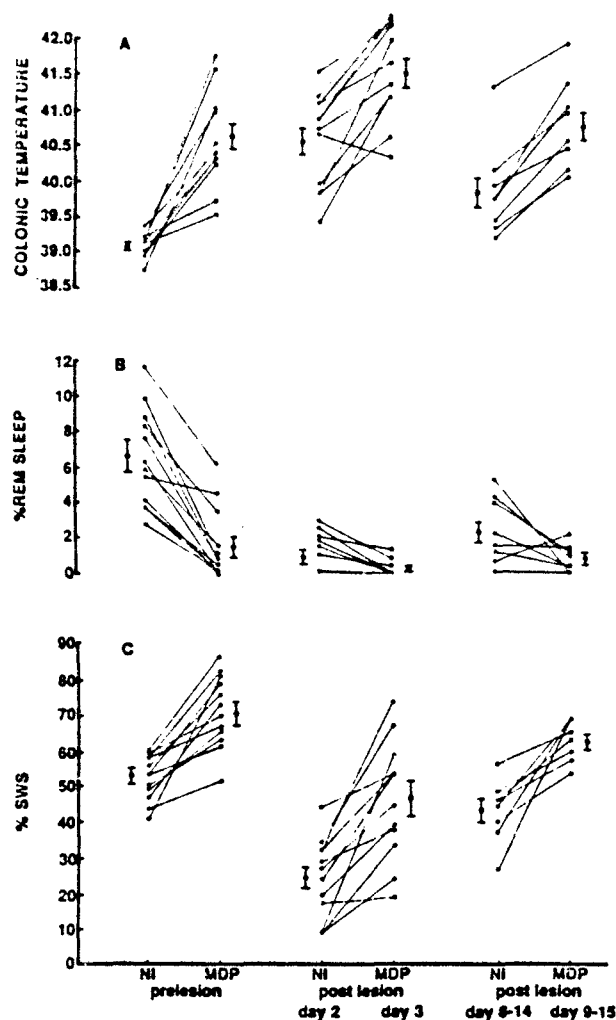 A
COLONIC TEMPERATURE
42.0
41.5
41.0
40.5
40.0
39.5
39.0
38.5
B
%REM SLEEP
12
10
8
6
4
2
0
C
% SWS
90
80
70
60
50
40
30
20
10
0
NI MDP NI MDP NI MDP
prelesion post lesion post lesion
day 2 day 3 day 8-14 day 9-15